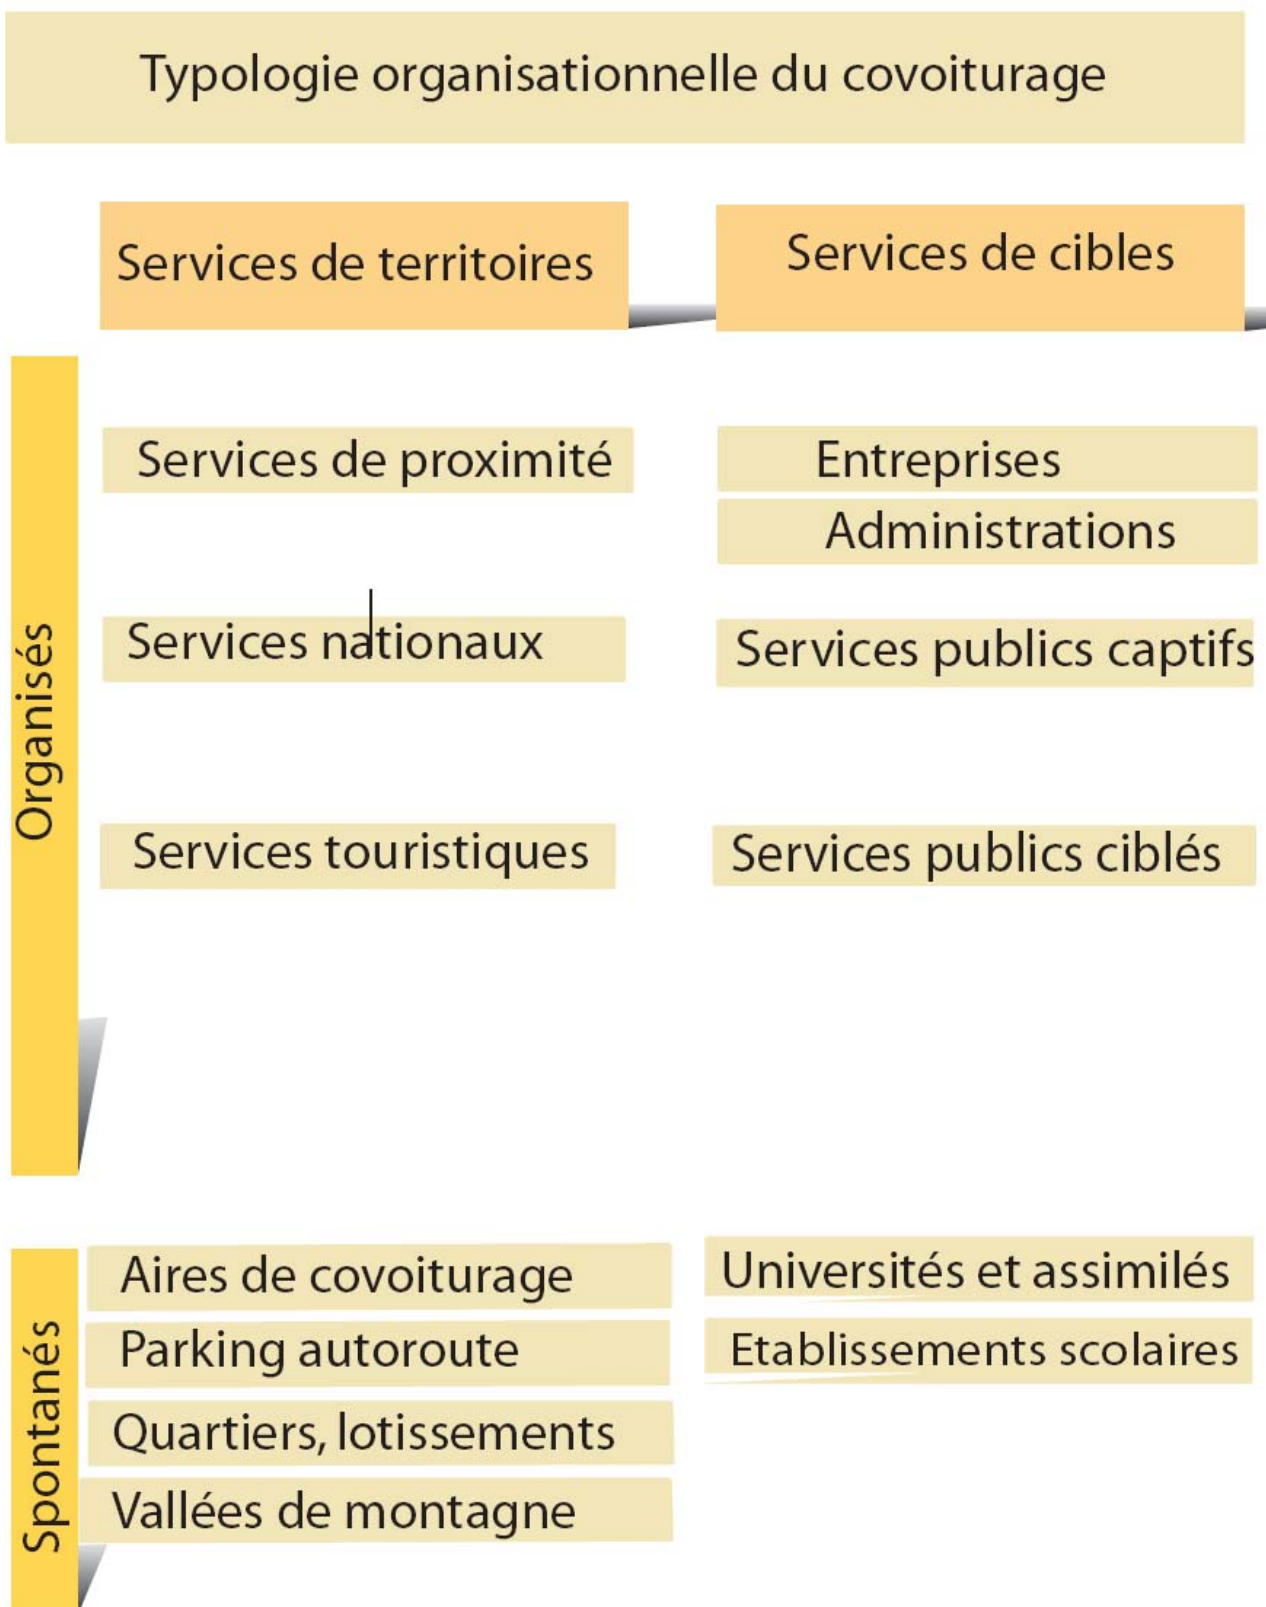 Typologie organisationnelle du covoiturage
Services de territoires
Services de cibles
Organisés
Services de proximité
Entreprises
Administrations
Services nationaux
Services publics captifs
Services touristiques
Services publics ciblés
Spontanés
Aires de covoiturage
Universités et assimilés
Parking autoroute
Etablissements scolaires
Quartiers, lotissements
Vallées de montagne